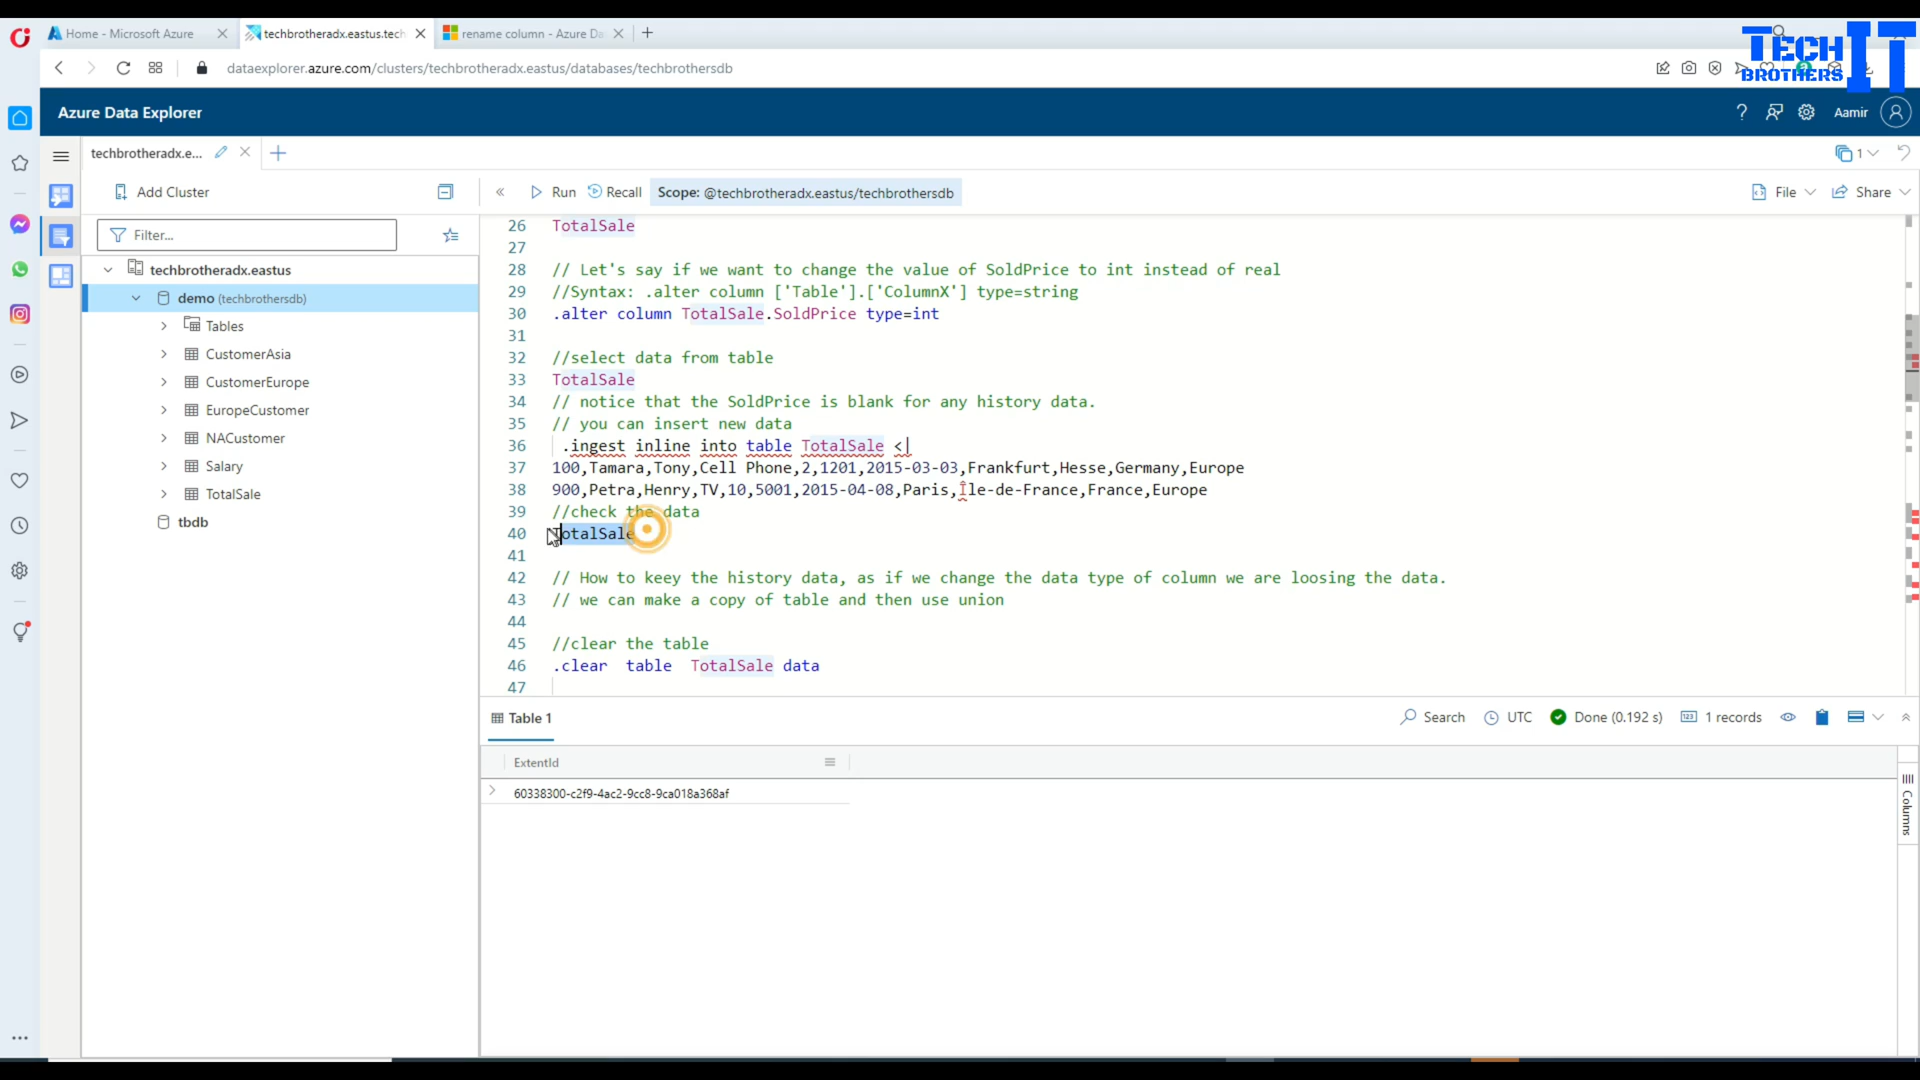 Home - Microsoft Azure
techbrotheradx.eastus.tech
rename column - Azure Da
TECH BROTHERS IT
dataexplorer.azure.com/clusters/techbrotheradx.eastus/databases/techbrothersdb
Azure Data Explorer
Aamir
techbrotheradx.e...
1
Add Cluster
Run
Recall
Scope: @techbrotheradx.eastus/techbrothersdb
File
Share
Filter...
techbrotheradx.eastus
demo (techbrothersdb)
Tables
CustomerAsia
CustomerEurope
EuropeCustomer
NACustomer
Salary
TotalSale
tbdb
26 TotalSale
27
28 // Let's say if we want to change the value of SoldPrice to int instead of real
29 //Syntax: .alter column ['Table'].['ColumnX'] type=string
30 .alter column TotalSale.SoldPrice type=int
31
32 //select data from table
33 TotalSale
34 // notice that the SoldPrice is blank for any history data.
35 // you can insert new data
36 .ingest inline into table TotalSale <|
37 100,Tamara,Tony,Cell Phone,2,1201,2015-03-03,Frankfurt,Hesse,Germany,Europe
38 900,Petra,Henry,TV,10,5001,2015-04-08,Paris,Île-de-France,France,Europe
39 //check the data
40 TotalSale
41
42 // How to keey the history data, as if we change the data type of column we are loosing the data.
43 // we can make a copy of table and then use union
44
45 //clear the table
46 .clear table TotalSale data
47
Table 1
Search
UTC
Done (0.192 s)
1 records
ExtentId
60338300-c2f9-4ac2-9cc8-9ca018a368af
Columns